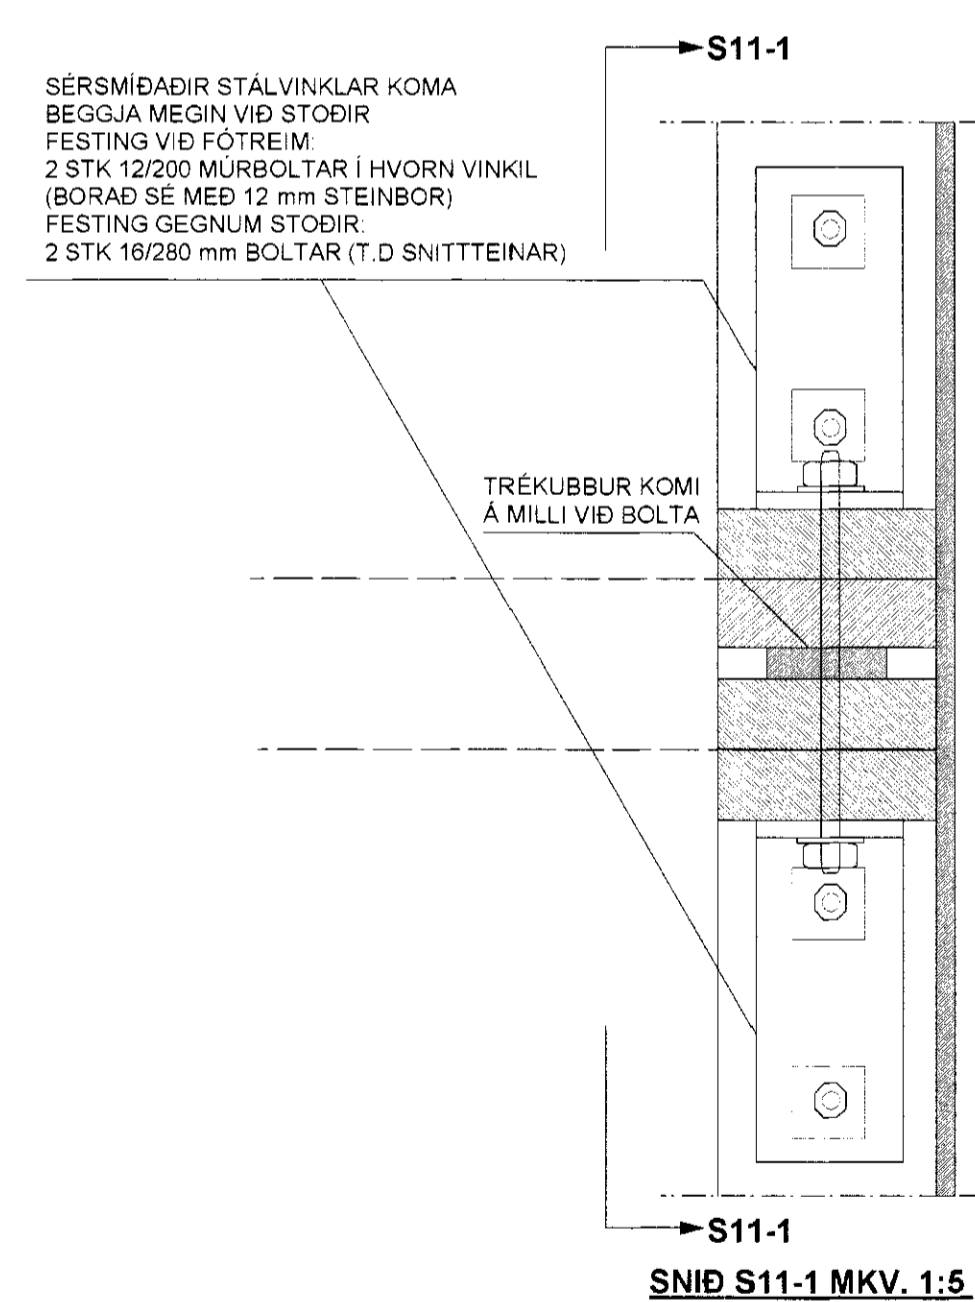 S11-1
SÉRSMÍÐAÐIR STÁLVINKLAR KOMA
BEGGJA MEGIN VIÐ STOÐIR
FESTING VIÐ FÓTREIM:
2 STK 12/200 MÚRBOLTAR Í HVORN VINKIL
(BORAÐ SÉ MEÐ 12 mm STEINBOR)
FESTING GEGNUM STOÐIR:
2 STK 16/280 mm BOLTAR (T.D SNITTTEINAR)
TRÉKUBBUR KOMI
Á MILLI VIÐ BOLTA
S11-1
SNIÐ S11-1 MKV. 1:5